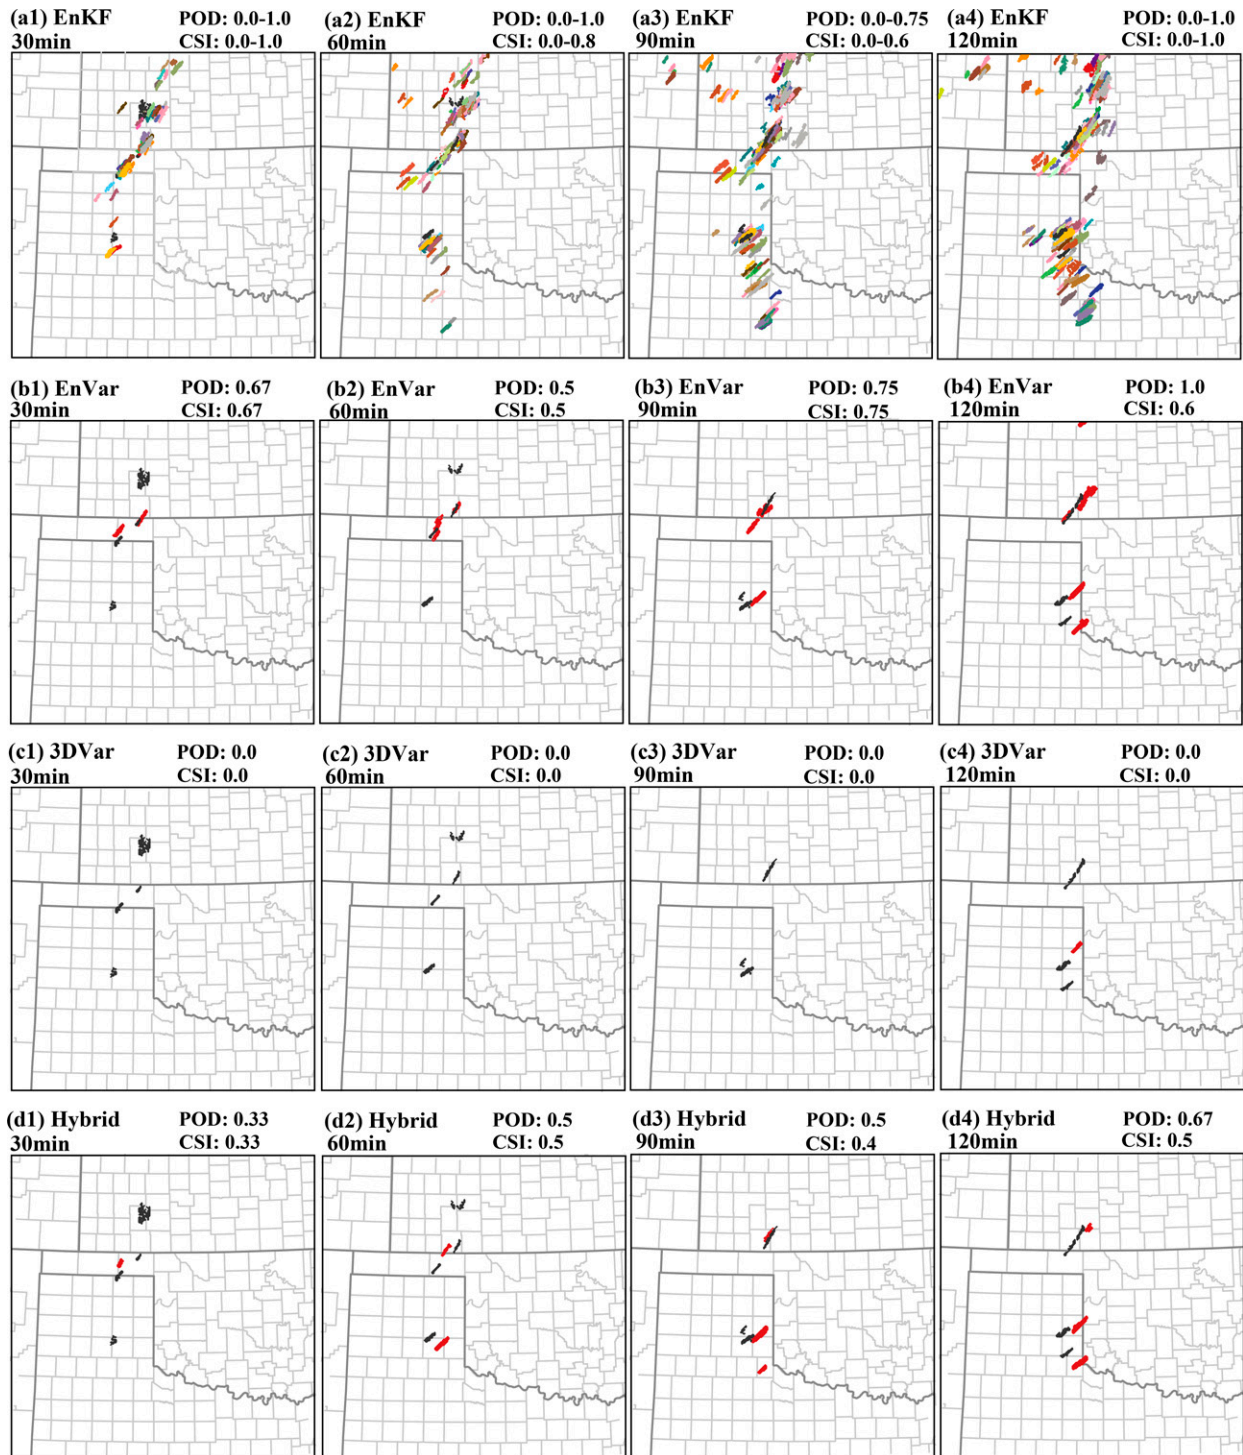 (a1) EnKF POD: 0.0-1.0
30min CSI: 0.0-1.0
(a2) EnKF POD: 0.0-1.0
60min CSI: 0.0-0.8
(a3) EnKF POD: 0.0-0.75
90min CSI: 0.0-0.6
(a4) EnKF POD: 0.0-1.0
120min CSI: 0.0-1.0
(b1) EnVar POD: 0.67
30min CSI: 0.67
(b2) EnVar POD: 0.5
60min CSI: 0.5
(b3) EnVar POD: 0.75
90min CSI: 0.75
(b4) EnVar POD: 1.0
120min CSI: 0.6
(c1) 3DVar POD: 0.0
30min CSI: 0.0
(c2) 3DVar POD: 0.0
60min CSI: 0.0
(c3) 3DVar POD: 0.0
90min CSI: 0.0
(c4) 3DVar POD: 0.0
120min CSI: 0.0
(d1) Hybrid POD: 0.33
30min CSI: 0.33
(d2) Hybrid POD: 0.5
60min CSI: 0.5
(d3) Hybrid POD: 0.5
90min CSI: 0.4
(d4) Hybrid POD: 0.67
120min CSI: 0.5